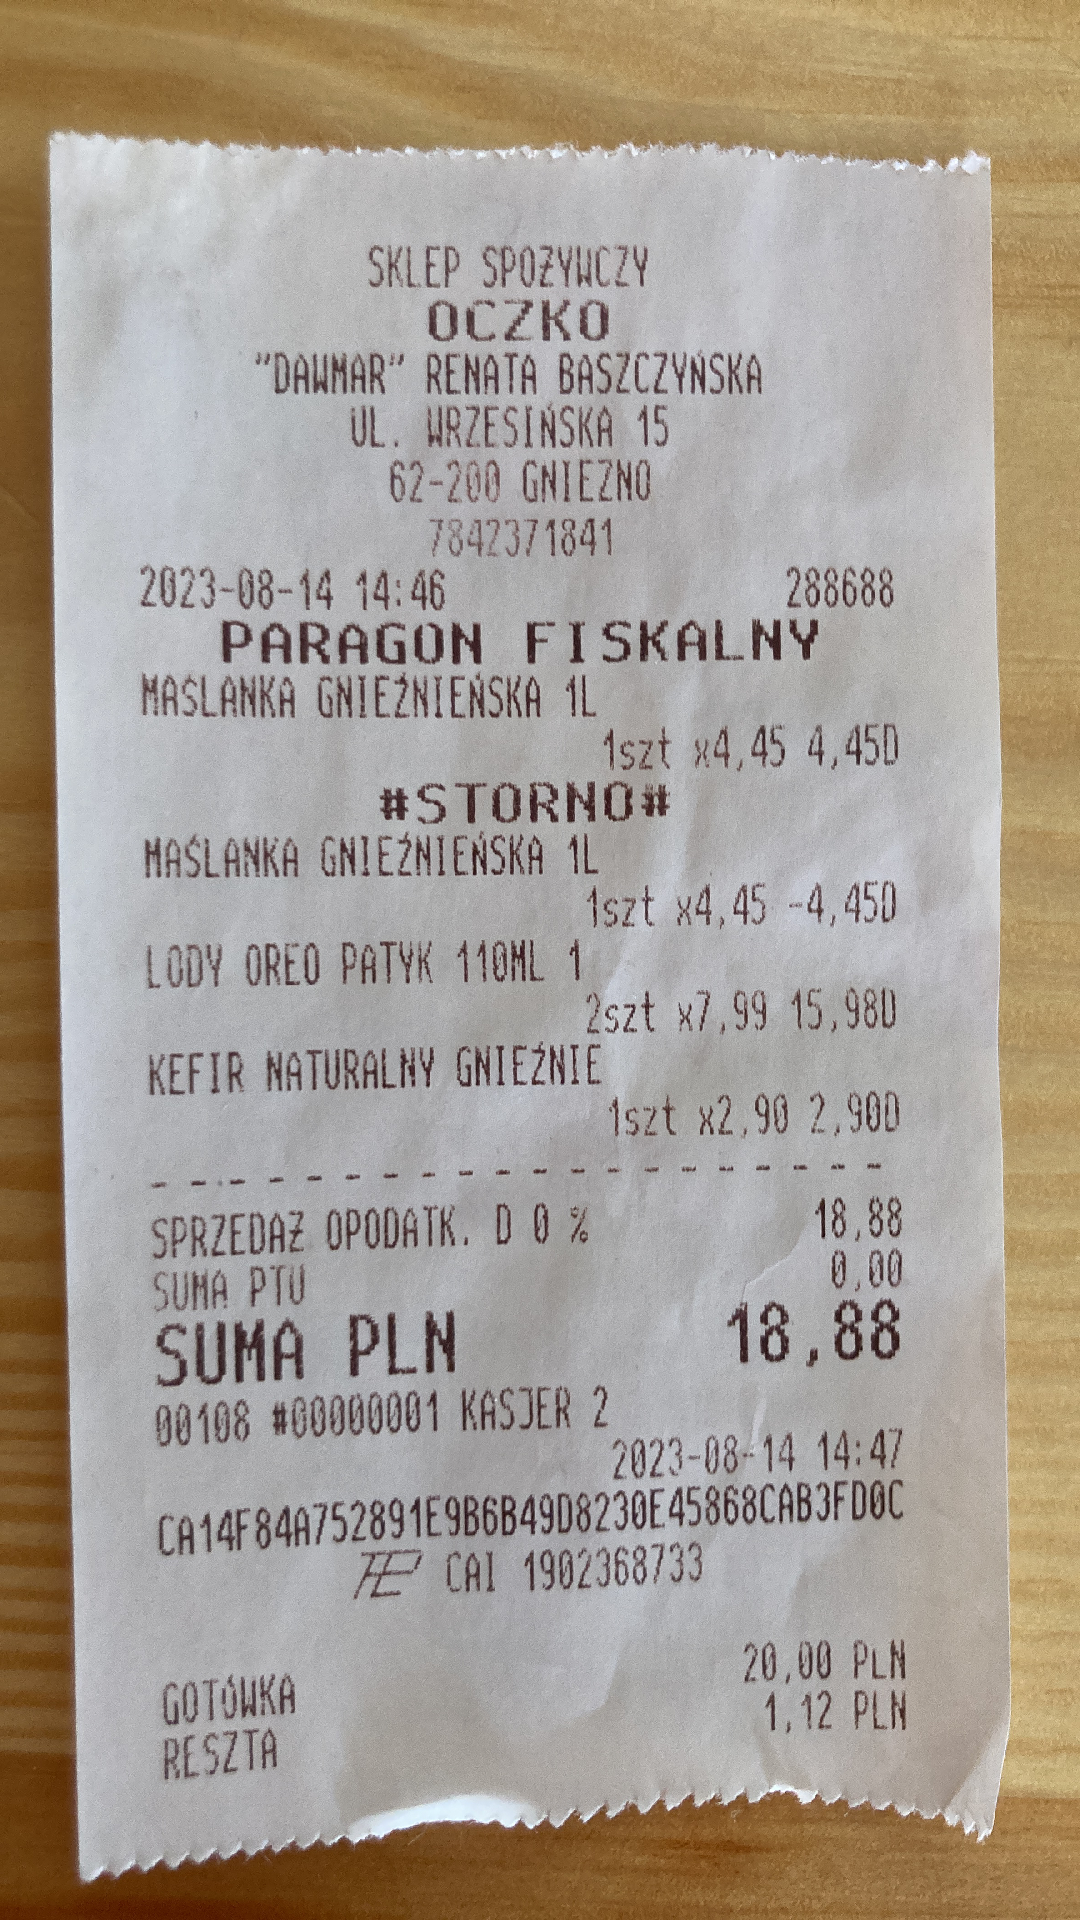 SKLEP SPOŻYWCZY
OCZKO
"DAWMAR" RENATA BASZCZYŃSKA
UL. WRZESIŃSKA 15
62-200 GNIEZNO
7842371841
2023-08-14 14:46 288688
PARAGON FISKALNY
MAŚLANKA GNIEŹNIEŃSKA 1L
1szt x4,45 4,45D
#STORNO#
MAŚLANKA GNIEŹNIEŃSKA 1L
1szt x4,45 -4,45D
LODY OREO PATYK 110ML 1
2szt x7,99 15,98D
KEFIR NATURALNY GNIEŹNIE
1szt x2,90 2,90D
SPRZEDAŻ OPODATK. D 0 % 18,88
SUMA PTU 0,00
SUMA PLN 18,88
00108 #00000001 KASJER 2
2023-08-14 14:47
CA14F84A752891E9B6B49D8230E45868CAB3FD0C
CAI 1902368733
GOTÓWKA 20,00 PLN
RESZTA 1,12 PLN